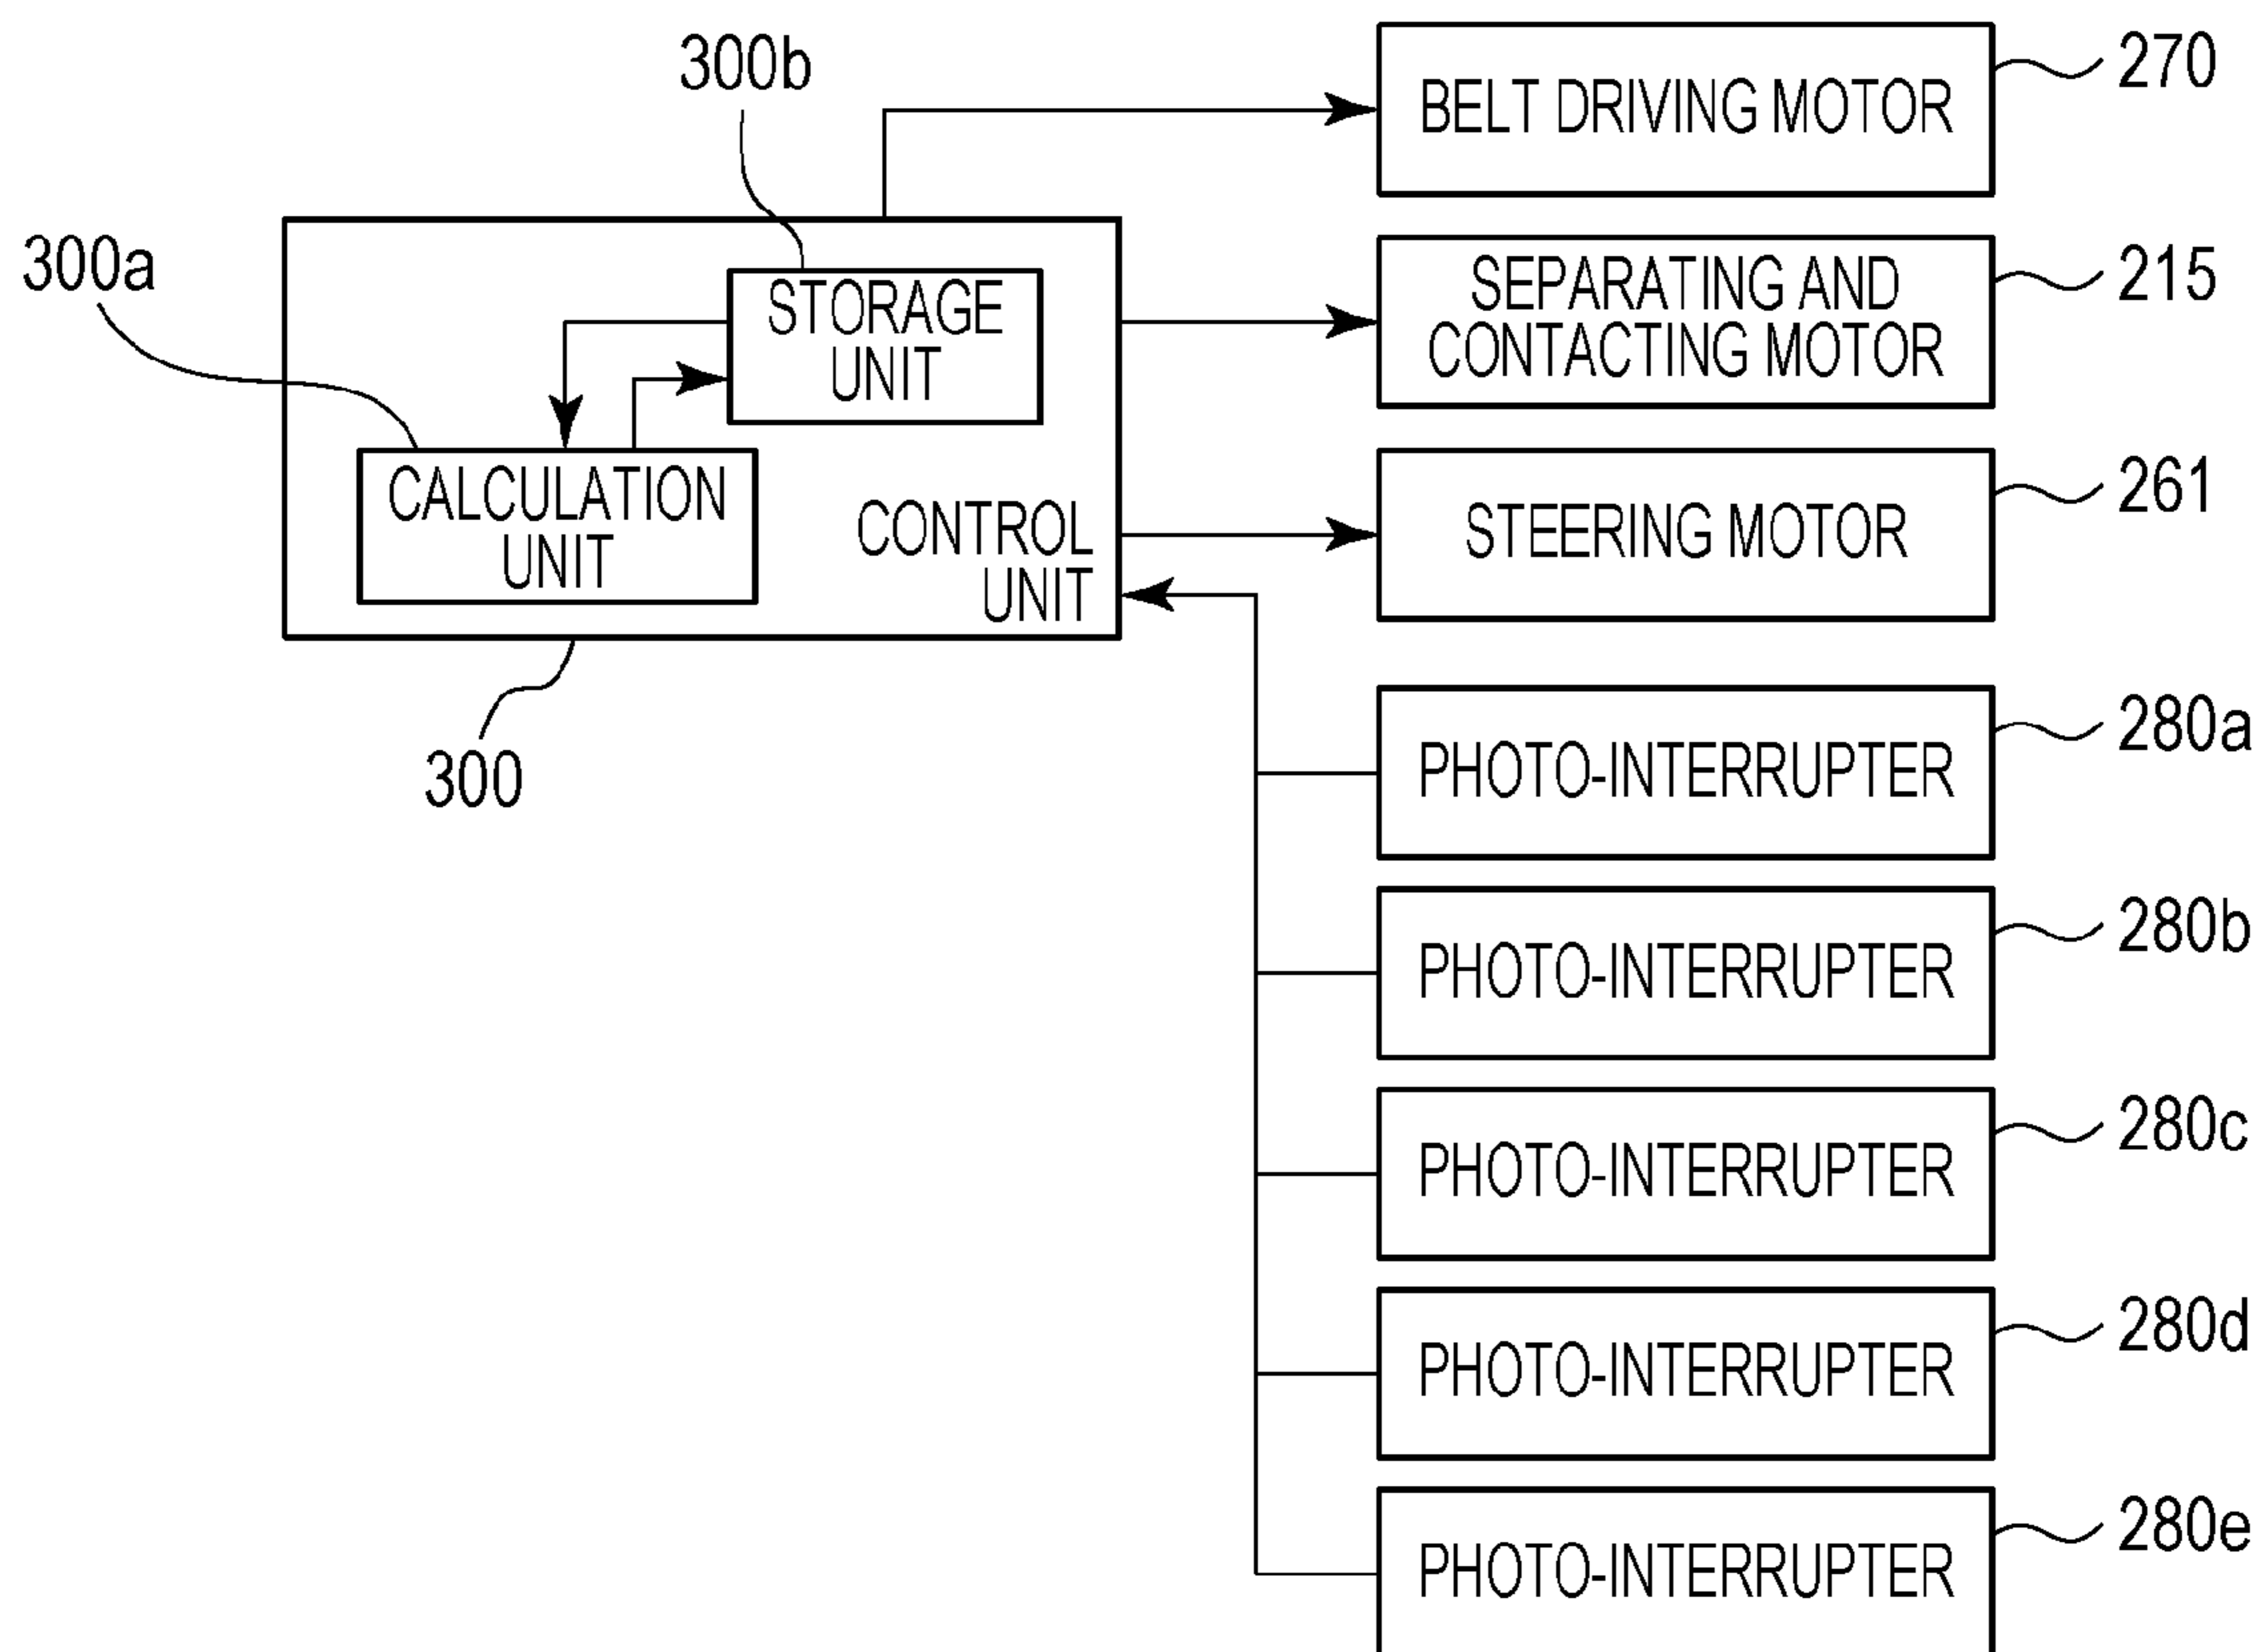 300b
BELT DRIVING MOTOR
270
300a
STORAGE
UNIT
SEPARATING AND
CONTACTING MOTOR
215
CALCULATION
UNIT
CONTROL
UNIT
STEERING MOTOR
261
300
PHOTO-INTERRUPTER
280a
PHOTO-INTERRUPTER
280b
PHOTO-INTERRUPTER
280c
PHOTO-INTERRUPTER
280d
PHOTO-INTERRUPTER
280e